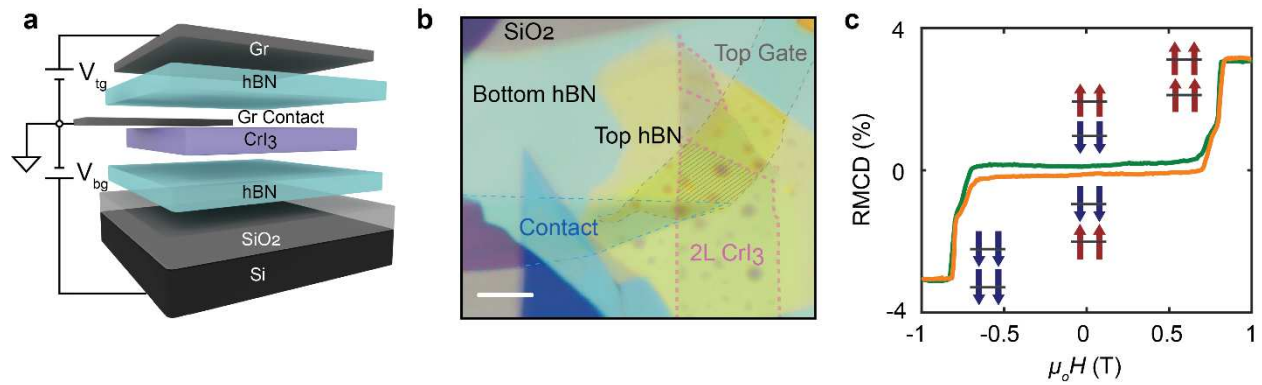 a
Gr
V tg
hBN
Gr Contact
CrI3
V bg
hBN
SiO2
Si
b
SiO2
Top Gate
Bottom hBN
Top hBN
Contact
2L CrI3
c
4
0
-4
RMCD (%)
-1
-0.5
0
0.5
1
μoH (T)